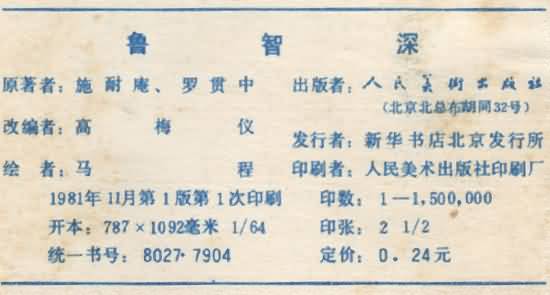 鲁智深
原著者：施耐庵、罗贯中
出版者：人民美術出版社
（北京北总布胡同32号）
改编者：高梅仪
发行者：新华书店北京发行所
绘者：马程
印刷者：人民美术出版社印刷厂
1981年11月第1版第1次印刷
印数：1—1,500,000
开本：787×1092毫米 1/64
印张：2 1/2
统一书号：8027·7904
定价：0.24元